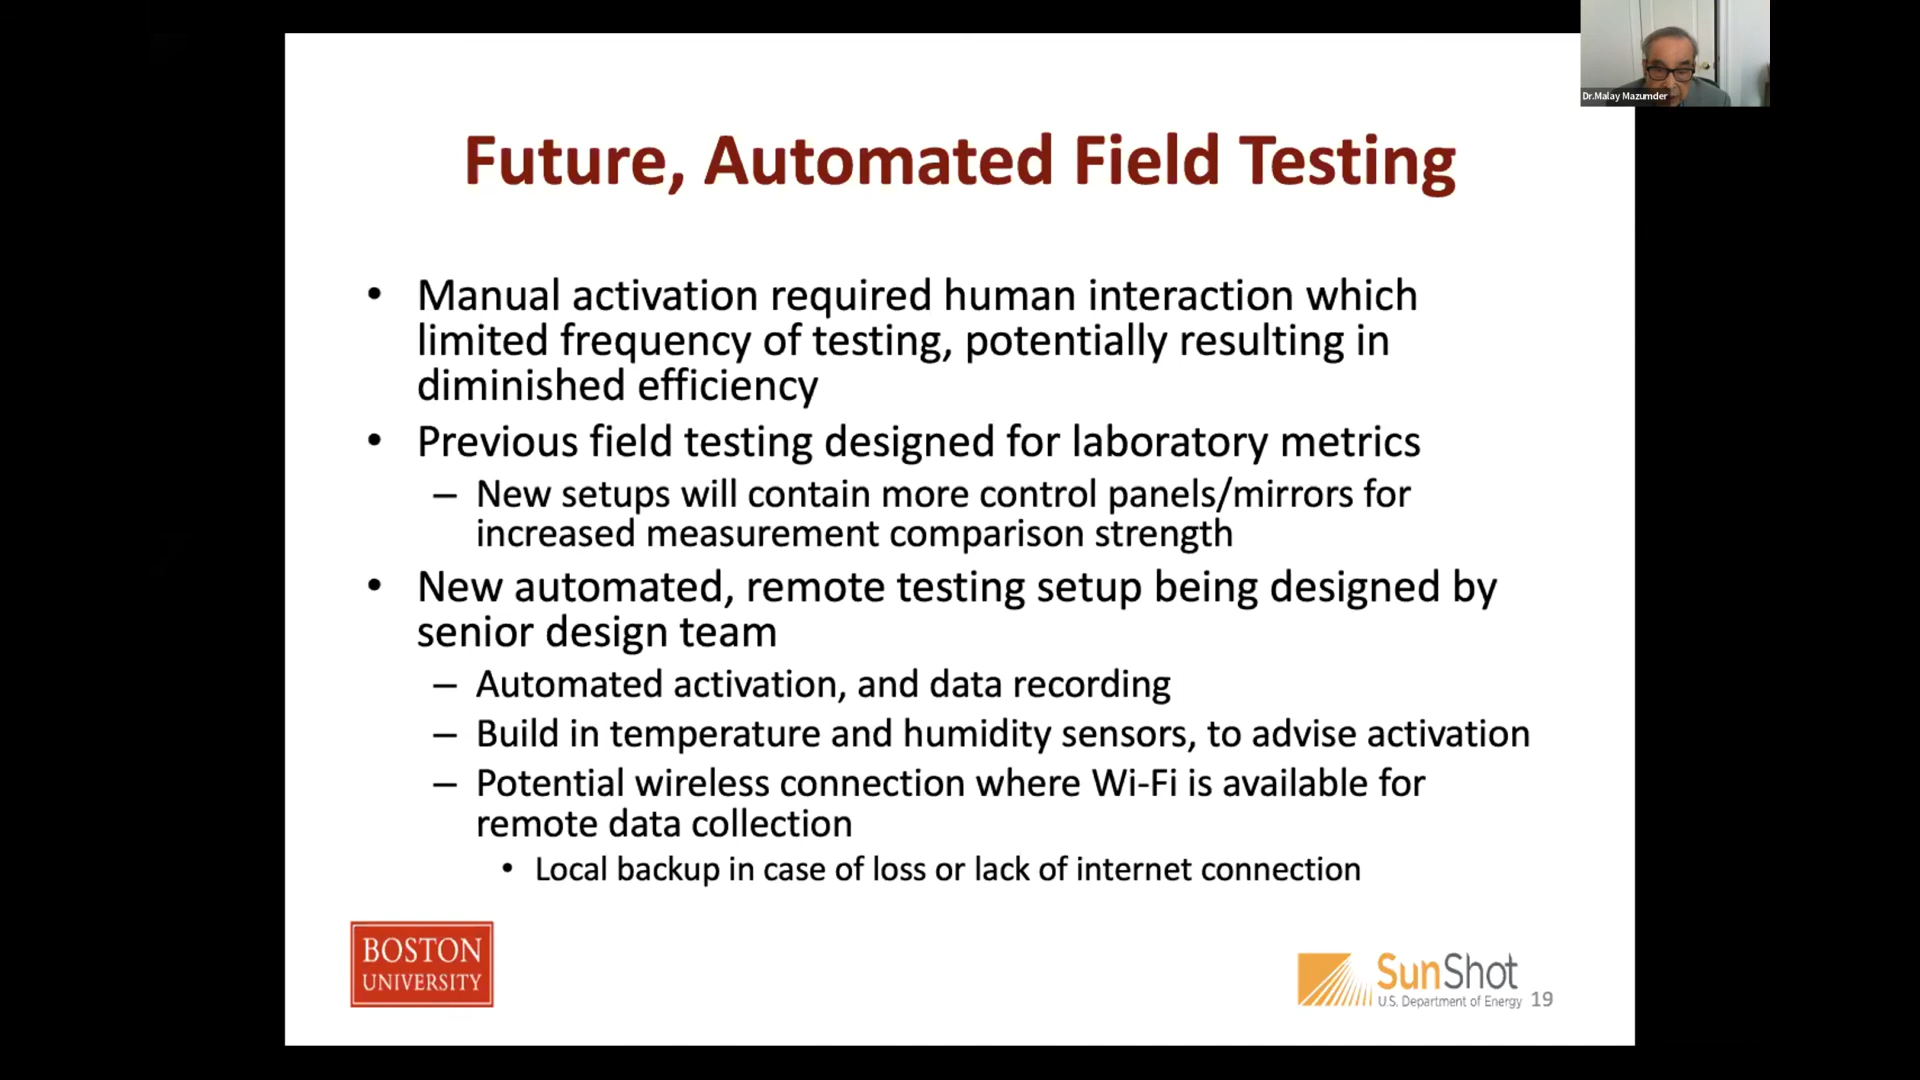 Dr.Malay Mazumder
Future, Automated Field Testing
• Manual activation required human interaction which
limited frequency of testing, potentially resulting in
diminished efficiency
• Previous field testing designed for laboratory metrics
– New setups will contain more control panels/mirrors for
increased measurement comparison strength
• New automated, remote testing setup being designed by
senior design team
– Automated activation, and data recording
– Build in temperature and humidity sensors, to advise activation
– Potential wireless connection where Wi-Fi is available for
remote data collection
• Local backup in case of loss or lack of internet connection
BOSTON
UNIVERSITY
SunShot
U.S. Department of Energy
19